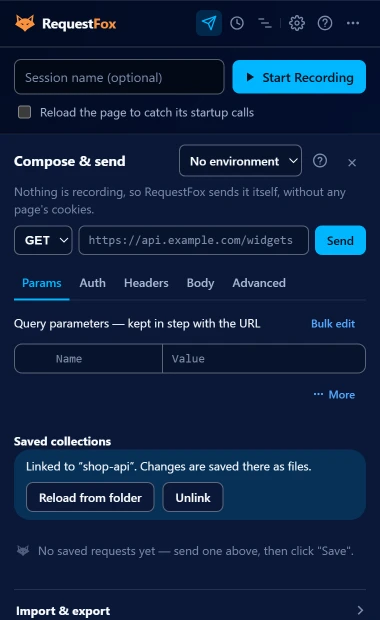 RequestFox
Session name (optional)
Start Recording
Reload the page to catch its startup calls
Compose & send
No environment
Nothing is recording, so RequestFox sends it itself, without any
page's cookies.
GET
https://api.example.com/widgets
Send
Params
Auth
Headers
Body
Advanced
Query parameters — kept in step with the URL
Bulk edit
Name
Value
··· More
Saved collections
Linked to "shop-api". Changes are saved there as files.
Reload from folder
Unlink
No saved requests yet — send one above, then click "Save".
Import & export